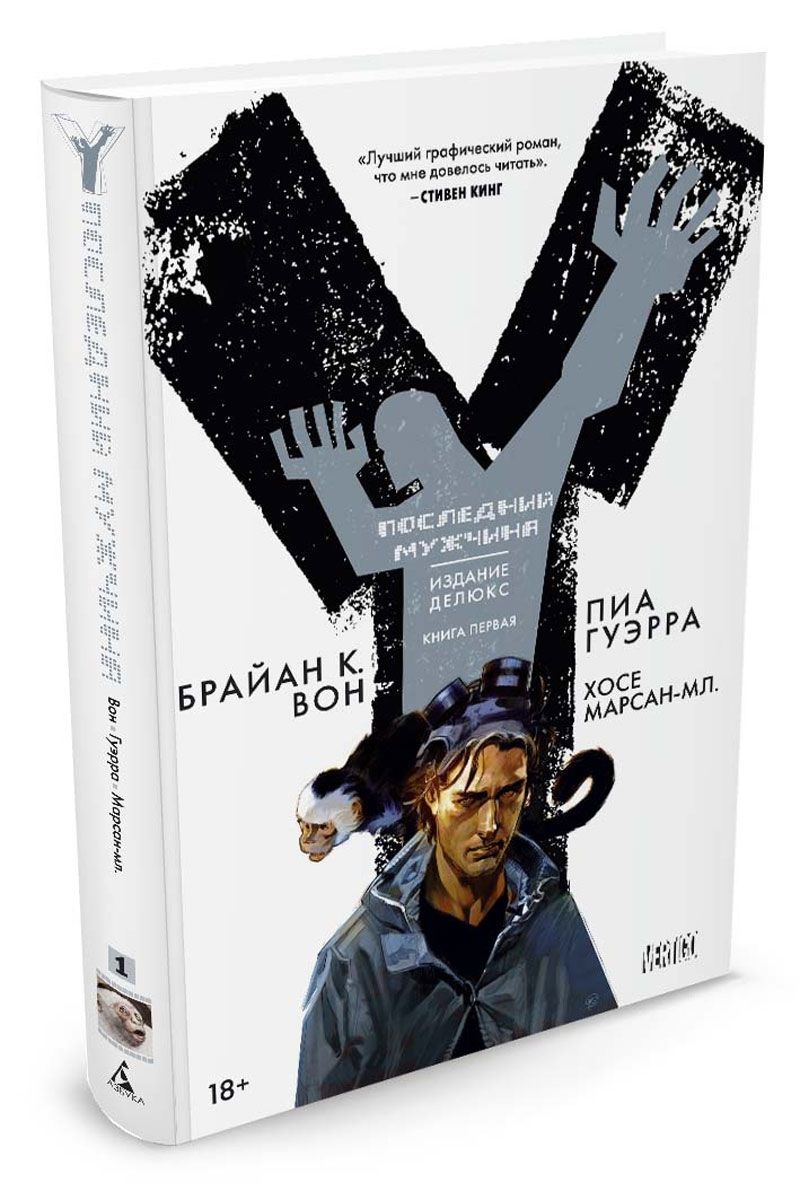 Y
ПОСЛЕДНИЙ МУЖЧИНА
Вон Гуэрра Марсан-мл.
1
АЗБУКА
Y
«Лучший графический роман,
что мне довелось читать».
—СТИВЕН КИНГ
ПОСЛЕДНИЙ
МУЖЧИНА
ИЗДАНИЕ
ДЕЛЮКС
КНИГА ПЕРВАЯ
БРАЙАН К.
ВОН
ПИА
ГУЭРРА
ХОСЕ
МАРСАН-МЛ.
VERTIGO
18+